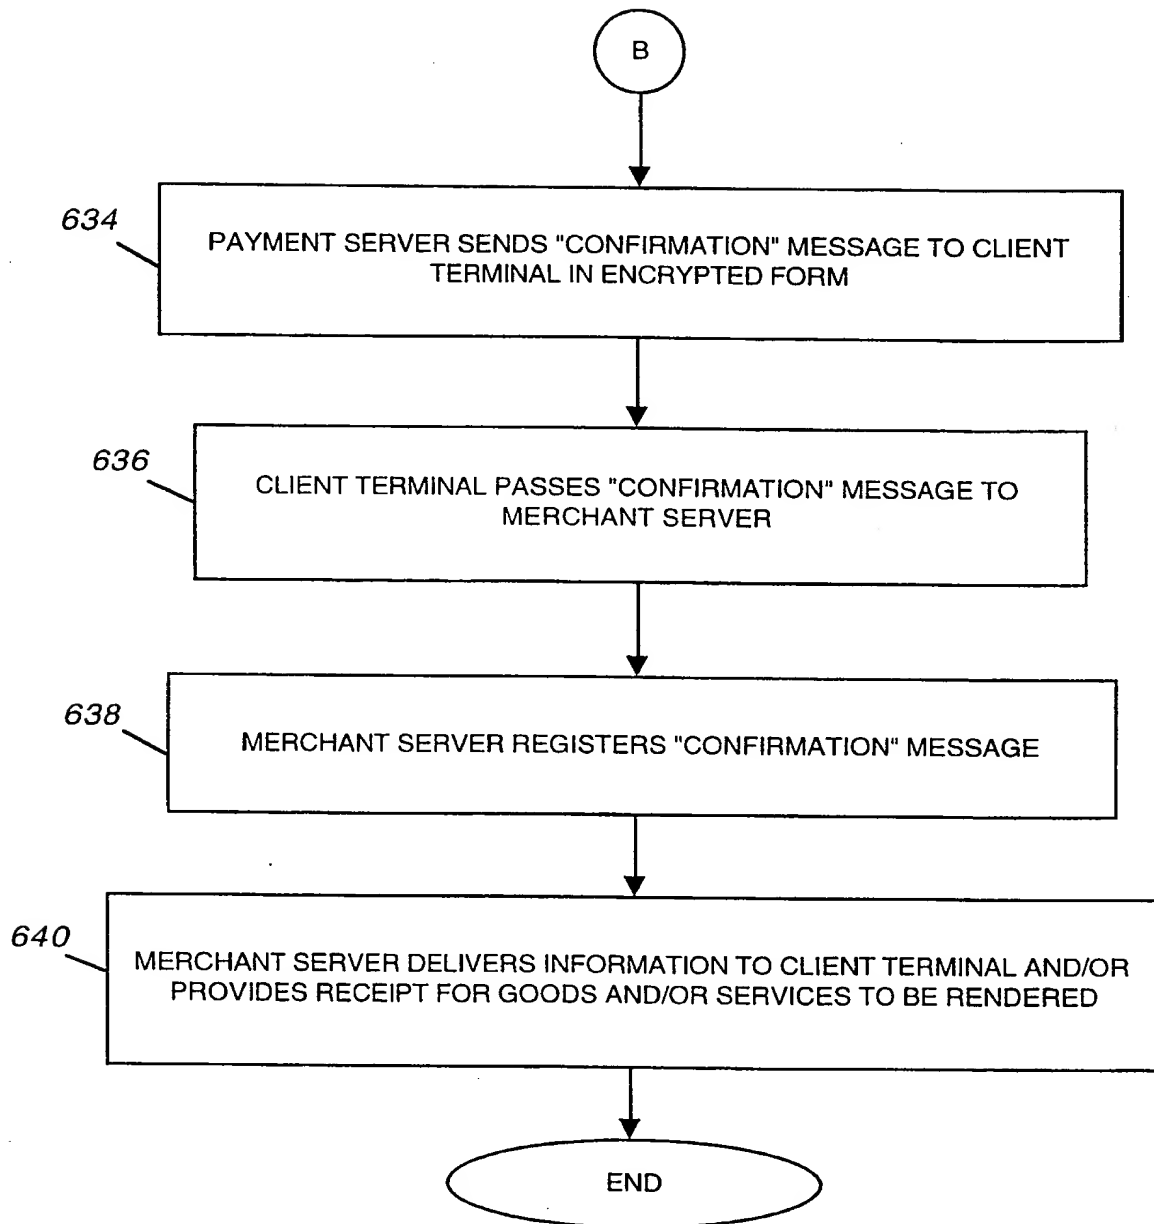 B
634
PAYMENT SERVER SENDS "CONFIRMATION" MESSAGE TO CLIENT
TERMINAL IN ENCRYPTED FORM
636
CLIENT TERMINAL PASSES "CONFIRMATION" MESSAGE TO
MERCHANT SERVER
638
MERCHANT SERVER REGISTERS "CONFIRMATION" MESSAGE
640
MERCHANT SERVER DELIVERS INFORMATION TO CLIENT TERMINAL AND/OR
PROVIDES RECEIPT FOR GOODS AND/OR SERVICES TO BE RENDERED
END